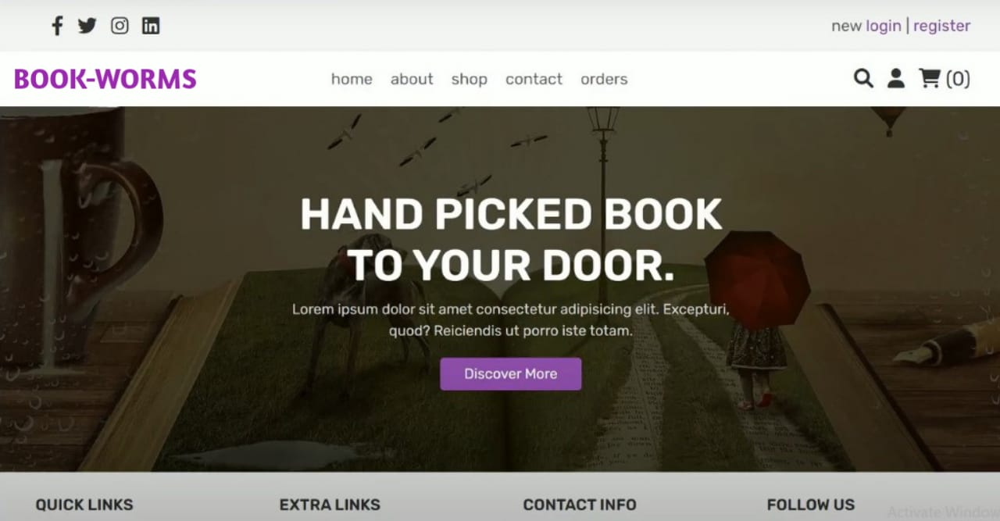 new login | register
BOOK-WORMS
home about shop contact orders
(0)
HAND PICKED BOOK
TO YOUR DOOR.
Lorem ipsum dolor sit amet consectetur adipisicing elit. Excepturi,
quod? Reiciendis ut porro iste totam.
Discover More
QUICK LINKS EXTRA LINKS CONTACT INFO FOLLOW US
Activate Window